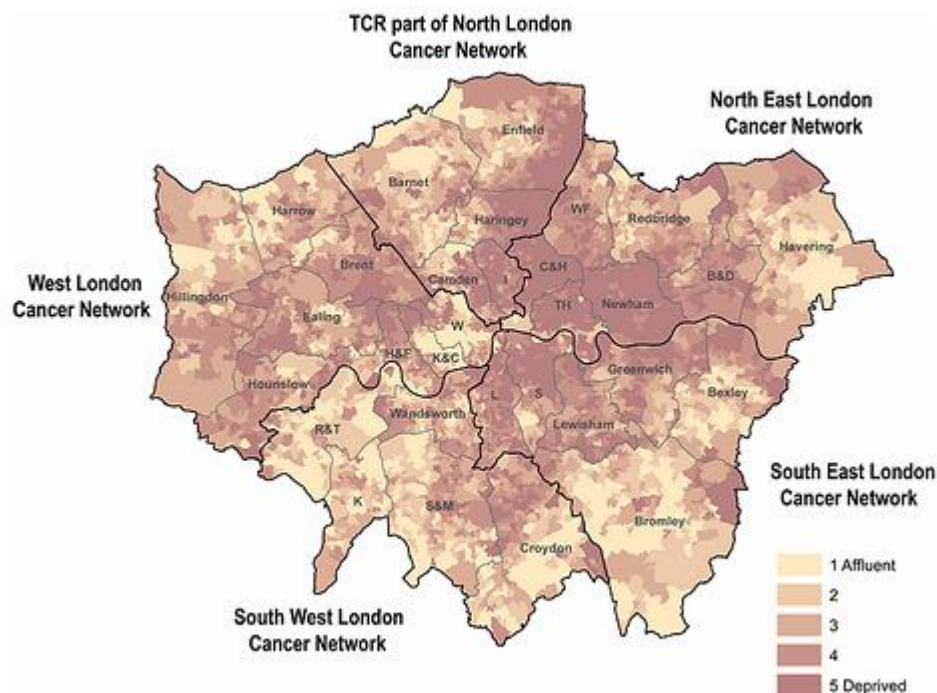 TCR part of North London
Cancer Network
North East London
Cancer Network
Enfield
Barnet
Harrow
Haringey
WF
Redbridge
Havering
Brent
Camden
I
C&H
B&D
West London
Cancer Network
Hillingdon
Ealing
TH
Newham
W
H&F
K&C
Hounslow
Greenwich
Bexley
R&T
Wandsworth
L
S
Lewisham
South East London
Cancer Network
K
S&M
Bromley
Croydon
South West London
Cancer Network
1 Affluent
2
3
4
5 Deprived